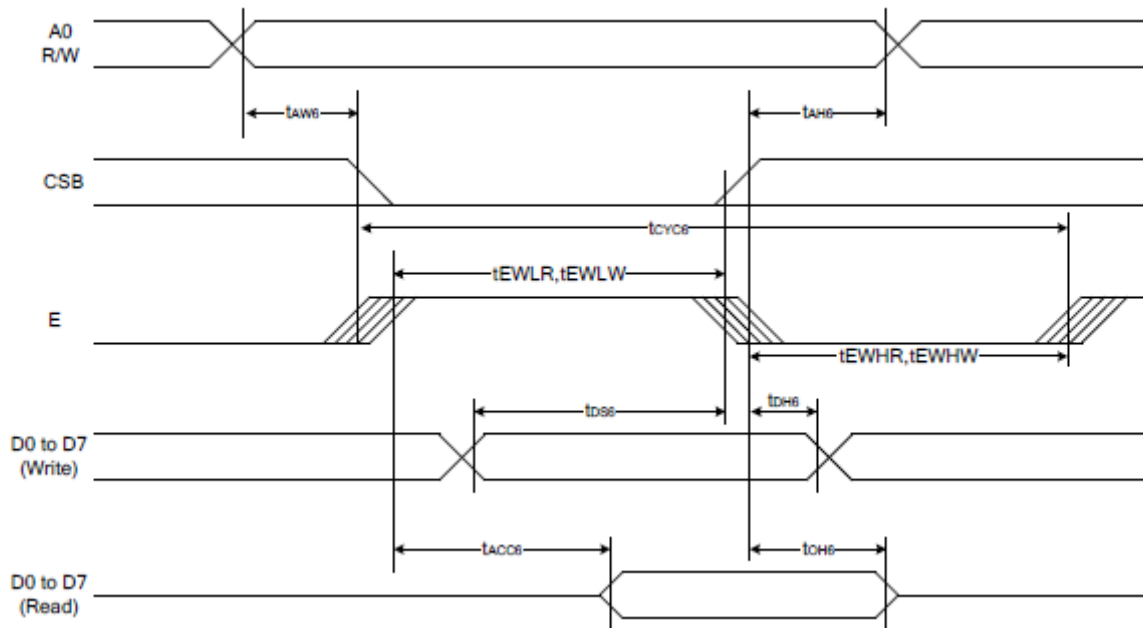 A0
R/W
tAW6
tAH6
CSB
tCYC6
tEWLR,tEWLW
E
tEWHR,tEWHW
tDS6
tDH6
D0 to D7
(Write)
tACC6
tOH6
D0 to D7
(Read)